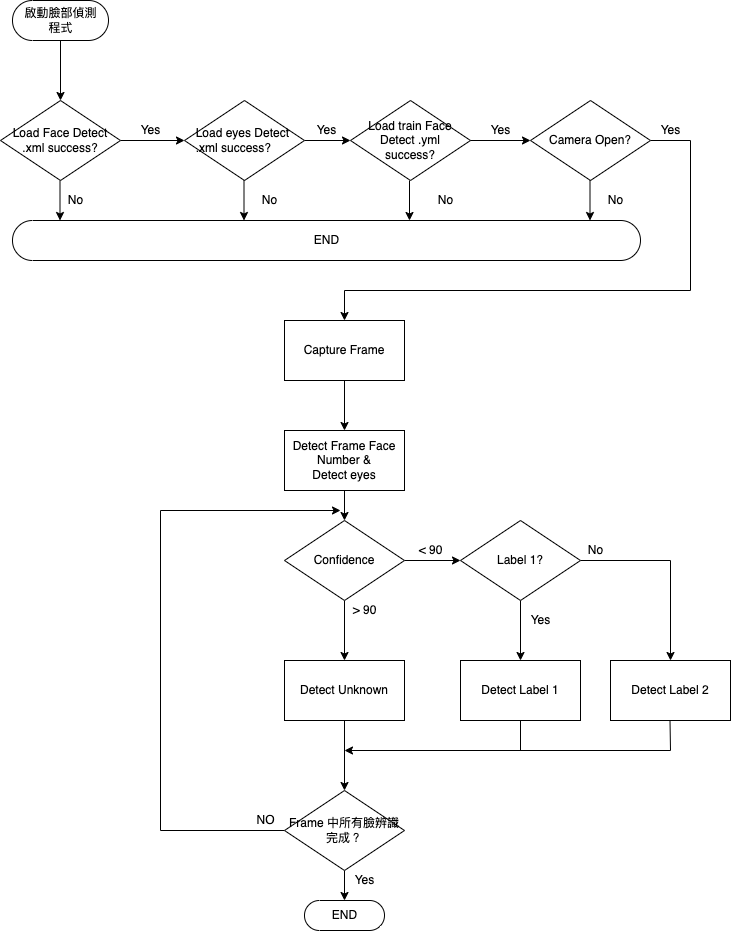 啟動臉部偵測
程式
Load Face Detect
.xml success?
Yes
Load eyes Detect
.xml success?
Yes
Load train Face
Detect .yml
success?
Yes
Camera Open?
Yes
No
No
No
No
END
Capture Frame
Detect Frame Face
Number &
Detect eyes
Confidence
< 90
Label 1?
No
> 90
Yes
Detect Unknown
Detect Label 1
Detect Label 2
NO
Frame 中所有臉辨識
完成？
Yes
END